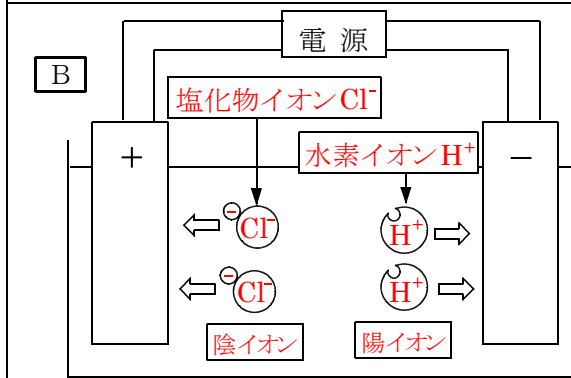 電 源
B
塩化物イオンCl⁻
+
水素イオンH⁺
−
− Cl⁻
H⁺
− Cl⁻
H⁺
陰イオン
陽イオン